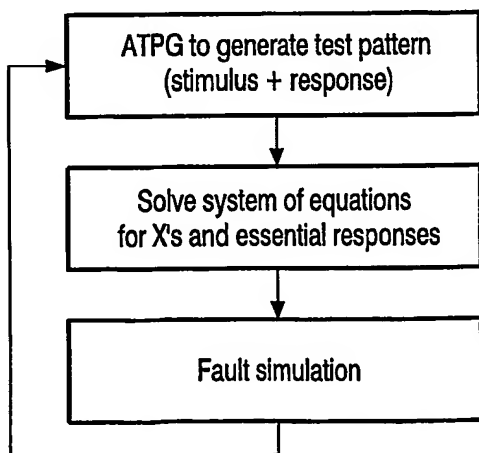 ATPG to generate test pattern
(stimulus + response)
Solve system of equations
for X's and essential responses
Fault simulation